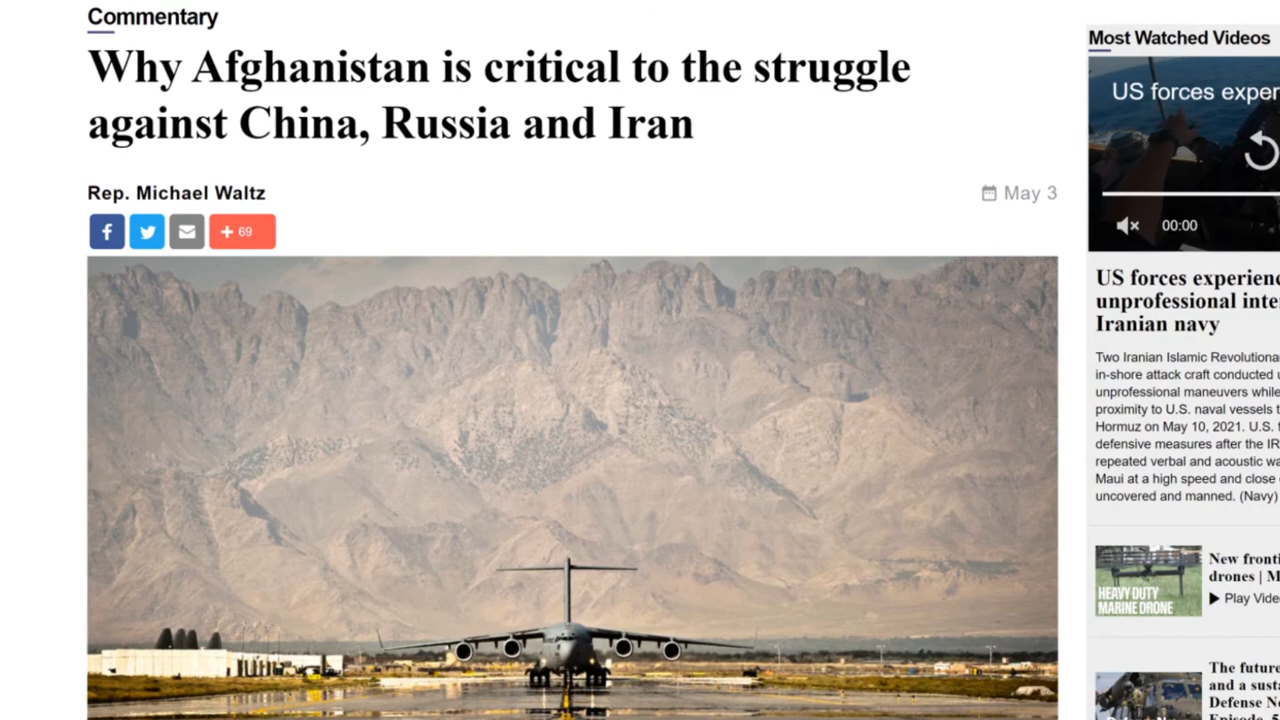 Commentary
Why Afghanistan is critical to the struggle
against China, Russia and Iran
Rep. Michael Waltz
May 3
f
+ 69
Most Watched Videos
US forces exper
00:00
US forces experienc
unprofessional inte
Iranian navy
Two Iranian Islamic Revolutiona
in-shore attack craft conducted
unprofessional maneuvers while
proximity to U.S. naval vessels t
Hormuz on May 10, 2021. U.S.
defensive measures after the IR
repeated verbal and acoustic wa
Maui at a high speed and close
uncovered and manned. (Navy)
HEAVY DUTY
MARINE DRONE
New fronti
drones | M
Play Vide
The future
and a susta
Defense N
Episode